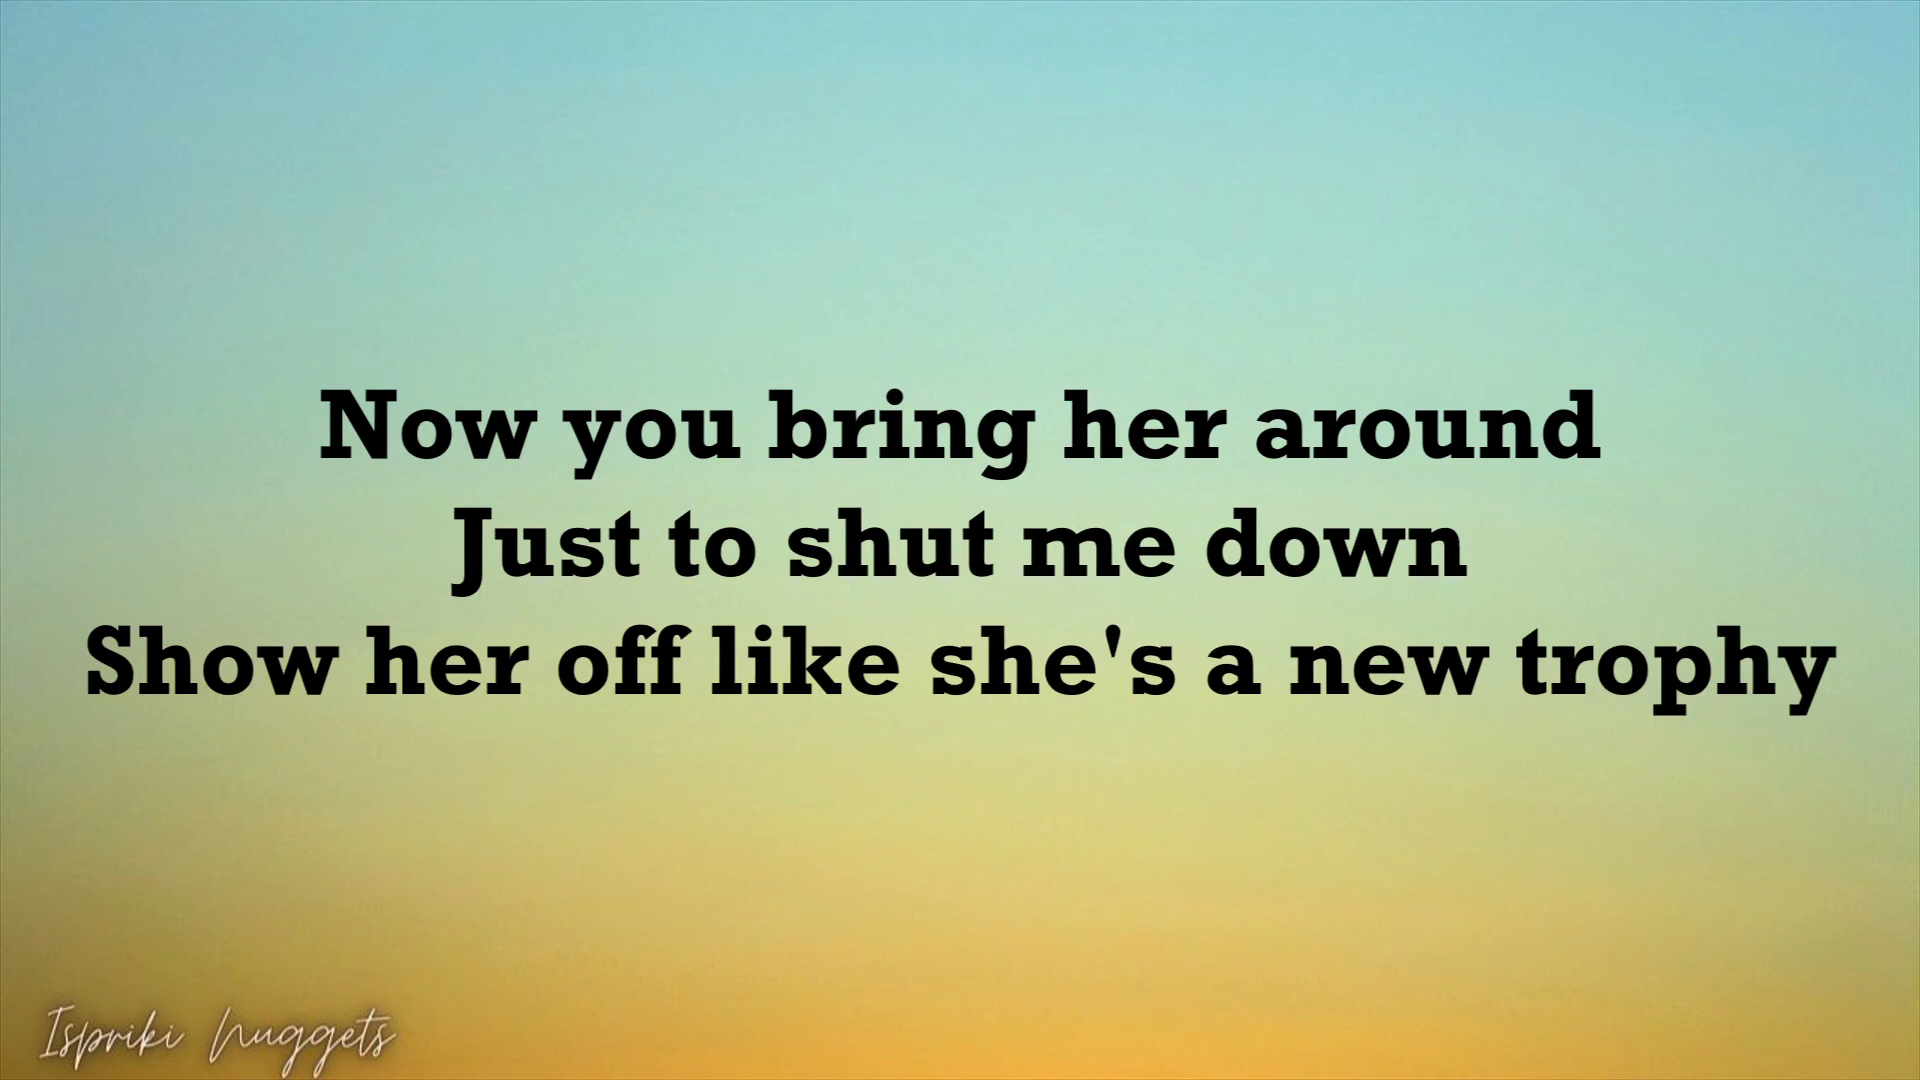 Now you bring her around
Just to shut me down
Show her off like she's a new trophy
Ispriki Nuggets